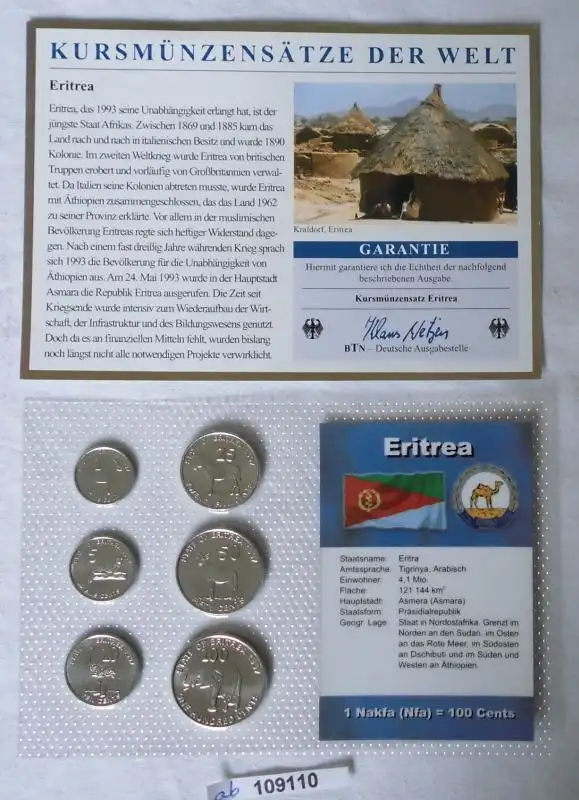 KURSMÜNZENSÄTZE DER WELT
Eritrea
Eritrea, das 1993 seine Unabhängigkeit erlangt hat, ist der
jüngste Staat Afrikas. Zwischen 1869 und 1885 kam das
Land nach und nach in italienischen Besitz und wurde 1890
Kolonie. Im zweiten Weltkrieg wurde Eritrea von britischen
Truppen erobert und vorläufig von Großbritannien verwal-
tet. Da Italien seine Kolonien abtreten musste, wurde Eritrea
mit Äthiopien zusammengeschlossen, das das Land 1962
zu seiner Provinz erklärte. Vor allem in der muslimischen
Bevölkerung Eritreas regte sich heftiger Widerstand dage-
gen. Nach einem fast dreißig Jahre währenden Krieg sprach
sich 1993 die Bevölkerung für die Unabhängigkeit von
Äthiopien aus. Am 24. Mai 1993 wurde in der Hauptstadt
Asmara die Republik Eritrea ausgerufen. Die Zeit seit
Kriegsende wurde intensiv zum Wiederaufbau der Wirt-
schaft, der Infrastruktur und des Bildungswesens genutzt.
Doch da es an finanziellen Mitteln fehlt, wurden bislang
noch längst nicht alle notwendigen Projekte verwirklicht.
Kraldorf, Eritrea
GARANTIE
Hiermit garantiere ich die Echtheit der nachfolgend
beschriebenen Ausgabe.
Kursmünzensatz Eritrea
Klaus Netzien
BTN – Deutsche Ausgabestelle
25
5
50
100
ONE HUNDRED CENTS
Eritrea
Staatsname: Eritra
Amtssprache: Tigrinya, Arabisch
Einwohner: 4,1 Mio.
Fläche: 121 144 km²
Hauptstadt: Asmera (Asmara)
Staatsform: Präsidialrepublik
Geogr. Lage: Staat in Nordostafrika. Grenzt im
Norden an den Sudan, im Osten
an das Rote Meer, im Südosten
an Dschibuti und im Süden und
Westen an Äthiopien.
1 Nakfa (Nfa) = 100 Cents
ab 109110